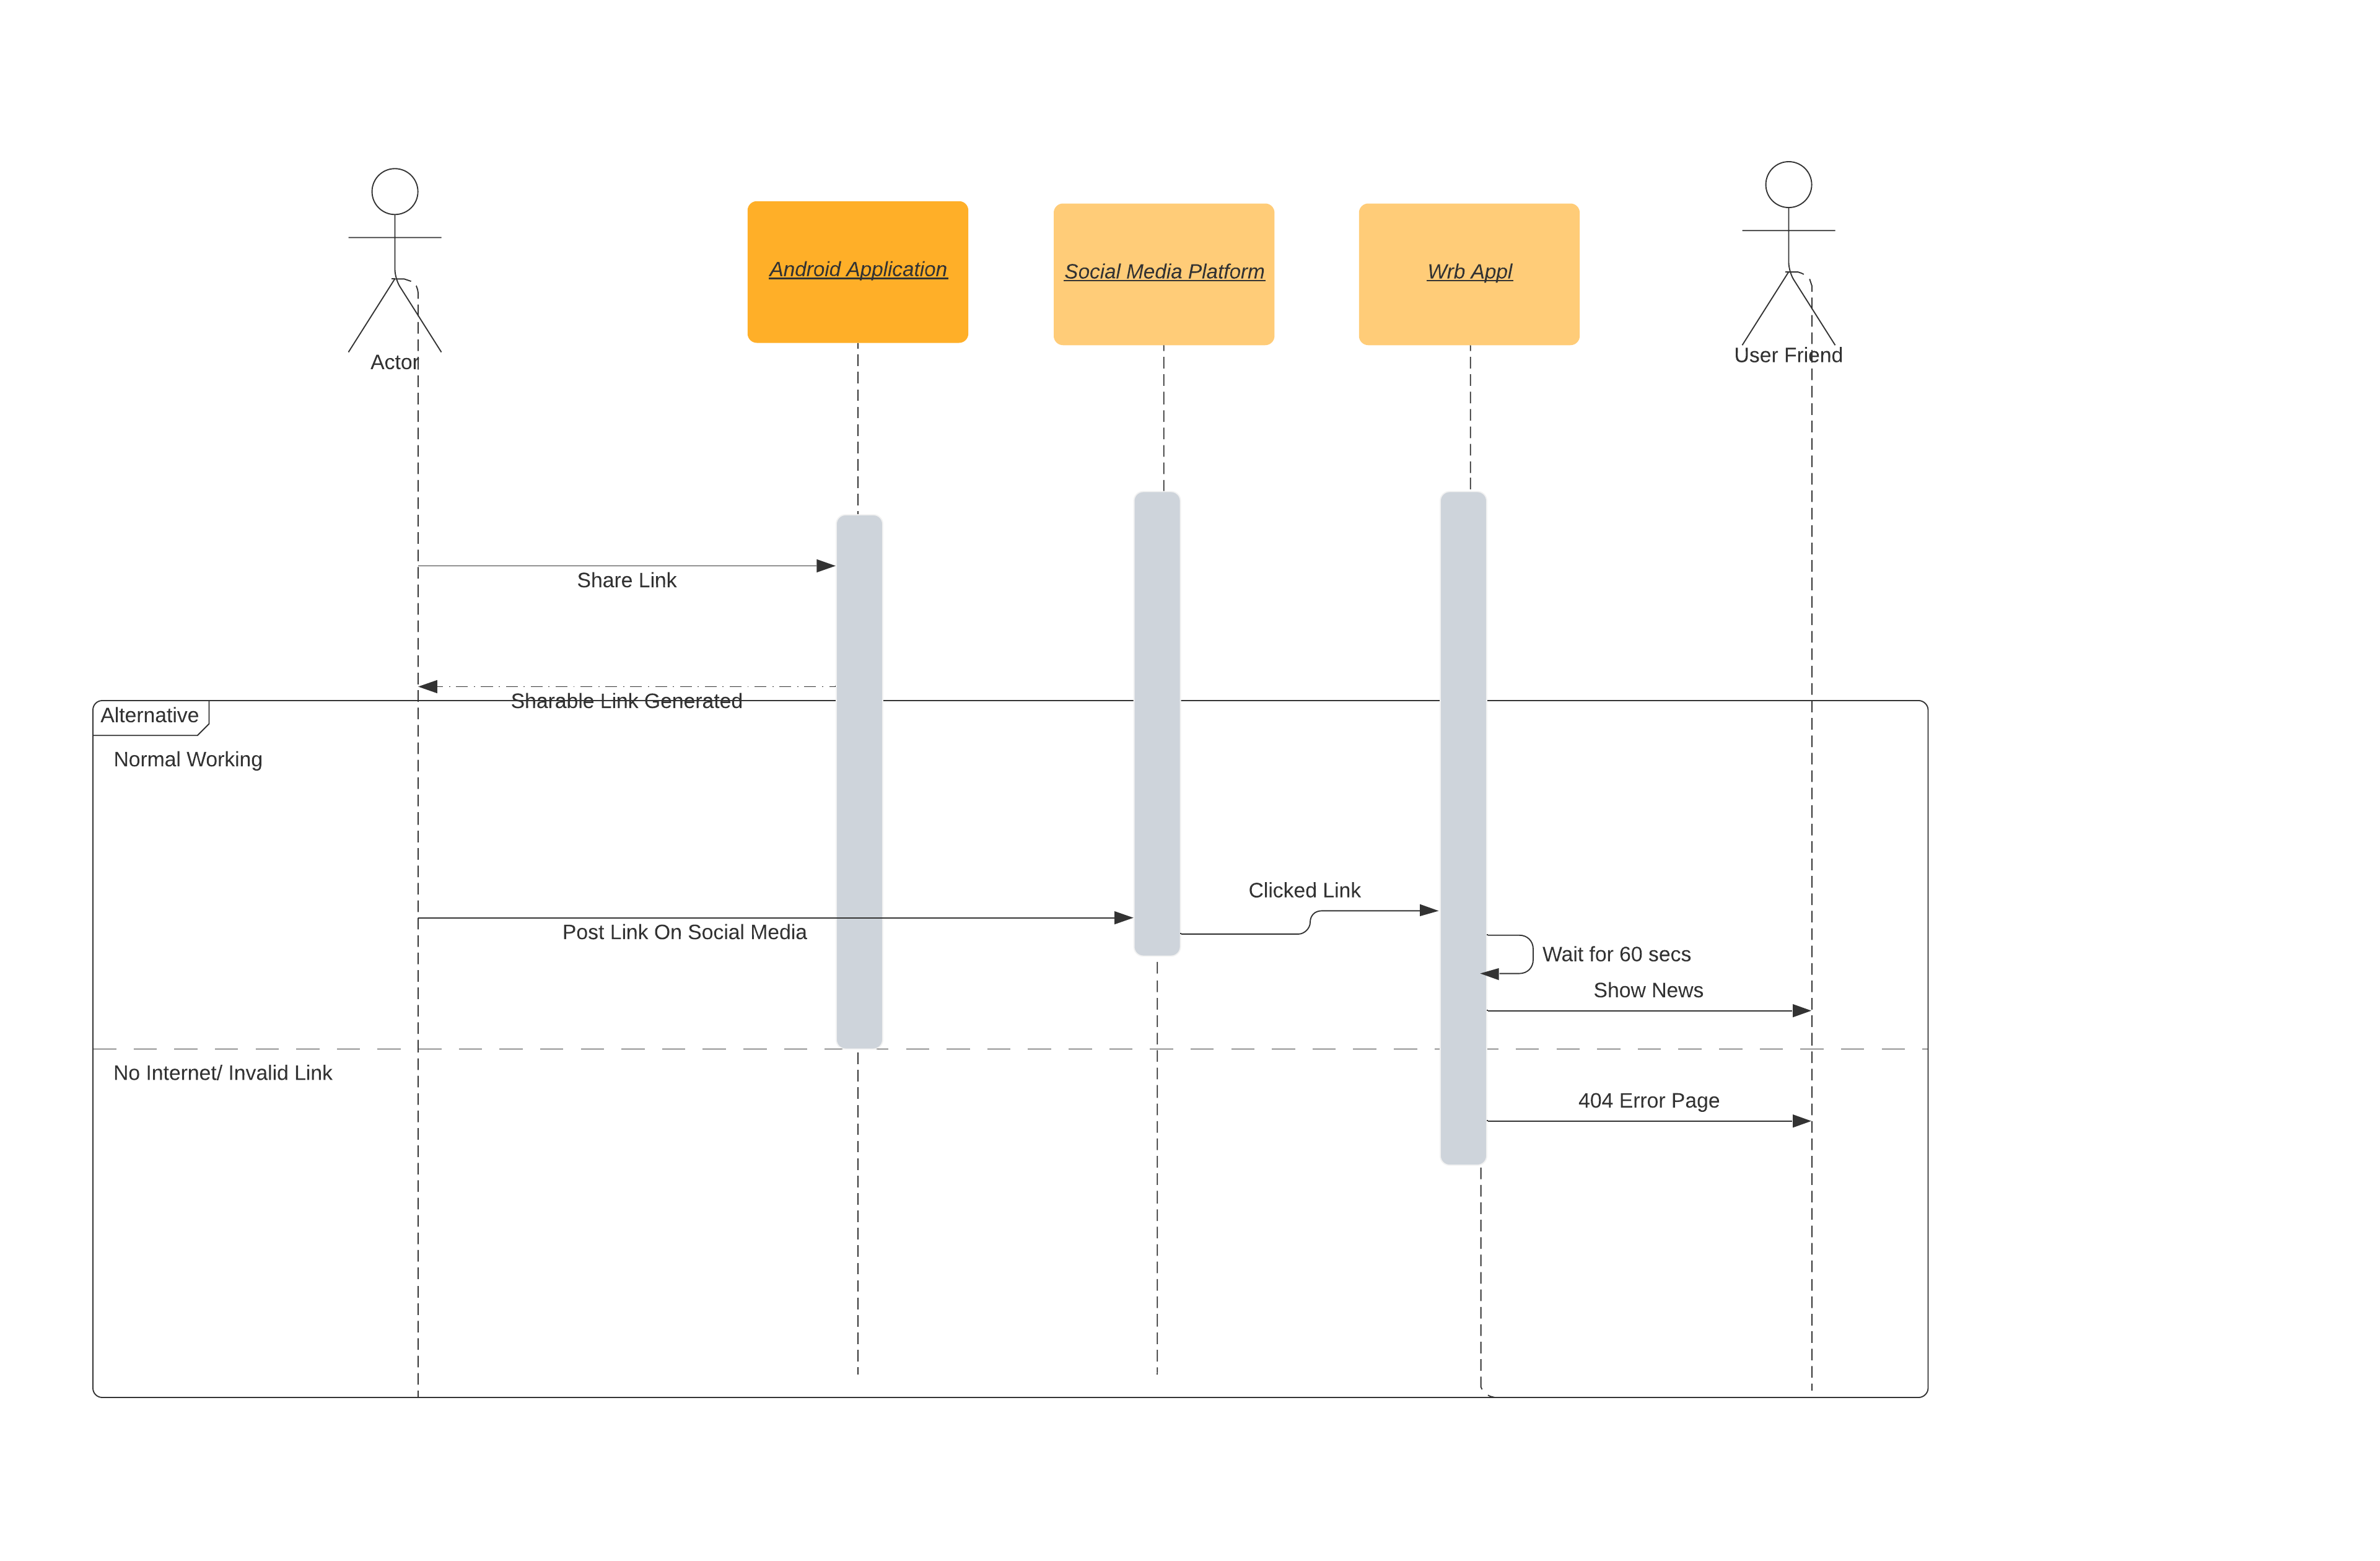 Actor
Android Application
Social Media Platform
Wrb Appl
User Friend
Share Link
Sharable Link Generated
Alternative
Normal Working
Clicked Link
Post Link On Social Media
Wait for 60 secs
Show News
No Internet/ Invalid Link
404 Error Page